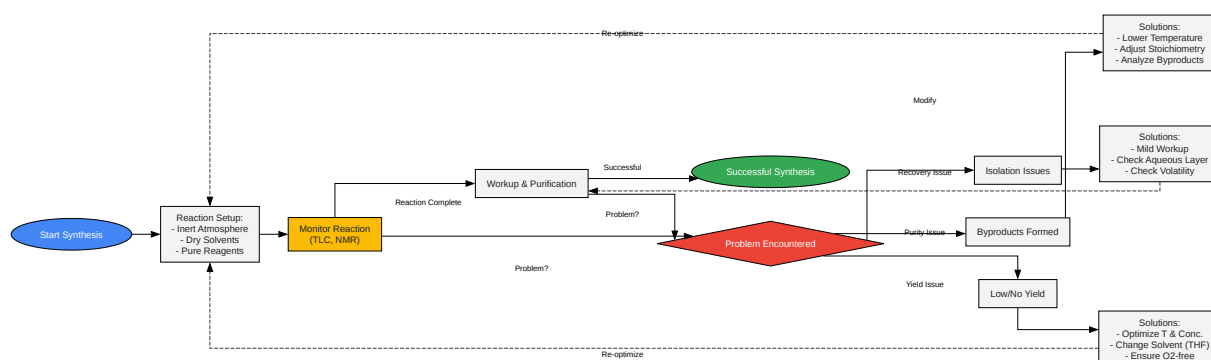 Start Synthesis
Reaction Setup:
- Inert Atmosphere
- Dry Solvents
- Pure Reagents
Monitor Reaction
(TLC, NMR)
Reaction Complete
Problem?
Workup & Purification
Successful
Problem?
Successful Synthesis
Problem Encountered
Recovery Issue
Purity Issue
Yield Issue
Isolation Issues
Byproducts Formed
Low/No Yield
Modify
Re-optimize
Solutions:
- Lower Temperature
- Adjust Stoichiometry
- Analyze Byproducts
Solutions:
- Mild Workup
- Check Aqueous Layer
- Check Volatility
Solutions:
- Optimize T & Conc.
- Change Solvent (THF)
- Ensure O2-free
Re-optimize